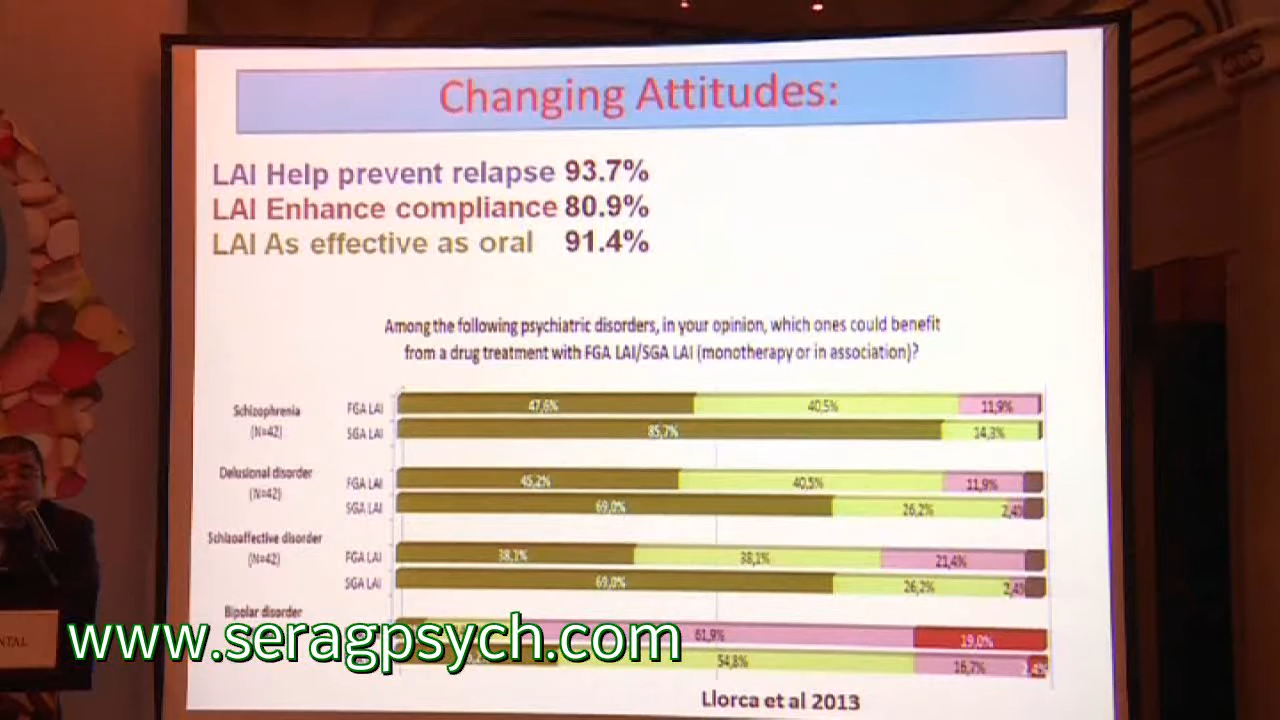 Changing Attitudes:
LAI Help prevent relapse 93.7%
LAI Enhance compliance 80.9%
LAI As effective as oral 91.4%
Among the following psychiatric disorders, in your opinion, which ones could benefit
from a drug treatment with FGA LAI/SGA LAI (monotherapy or in association)?
Schizophrenia
(N=42)
FGA LAI 47,6% 40,5% 11,9%
SGA LAI 85,7% 14,3%
Delusional disorder
(N=42)
FGA LAI 45,2% 40,5% 11,9%
SGA LAI 69,0% 26,2% 2,4%
Schizoaffective disorder
(N=42)
FGA LAI 38,1% 38,1% 21,4%
SGA LAI 69,0% 26,2% 2,4%
Bipolar disorder
61,9% 19,0%
54,8% 16,7%
www.seragpsych.com
Llorca et al 2013
NTAL